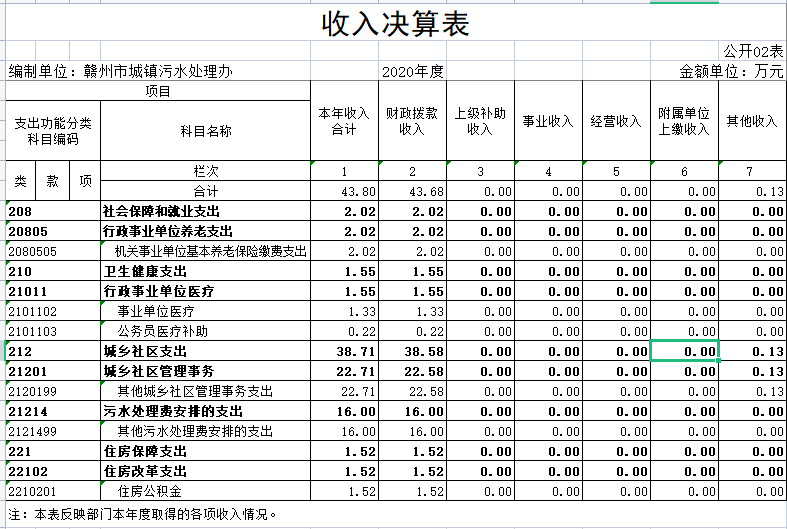 收入决算表
公开02表
编制单位：赣州市城镇污水处理办 2020年度 金额单位：万元
项目 本年收入合计 财政拨款收入 上级补助收入 事业收入 经营收入 附属单位上缴收入 其他收入
支出功能分类科目编码 科目名称
类 款 项 栏次 1 2 3 4 5 6 7
合计 43.80 43.68 0.00 0.00 0.00 0.00 0.13
208 社会保障和就业支出 2.02 2.02 0.00 0.00 0.00 0.00 0.00
20805 行政事业单位养老支出 2.02 2.02 0.00 0.00 0.00 0.00 0.00
2080505 机关事业单位基本养老保险缴费支出 2.02 2.02 0.00 0.00 0.00 0.00 0.00
210 卫生健康支出 1.55 1.55 0.00 0.00 0.00 0.00 0.00
21011 行政事业单位医疗 1.55 1.55 0.00 0.00 0.00 0.00 0.00
2101102 事业单位医疗 1.33 1.33 0.00 0.00 0.00 0.00 0.00
2101103 公务员医疗补助 0.22 0.22 0.00 0.00 0.00 0.00 0.00
212 城乡社区支出 38.71 38.58 0.00 0.00 0.00 0.00 0.13
21201 城乡社区管理事务 22.71 22.58 0.00 0.00 0.00 0.00 0.13
2120199 其他城乡社区管理事务支出 22.71 22.58 0.00 0.00 0.00 0.00 0.13
21214 污水处理费安排的支出 16.00 16.00 0.00 0.00 0.00 0.00 0.00
2121499 其他污水处理费安排的支出 16.00 16.00 0.00 0.00 0.00 0.00 0.00
221 住房保障支出 1.52 1.52 0.00 0.00 0.00 0.00 0.00
22102 住房改革支出 1.52 1.52 0.00 0.00 0.00 0.00 0.00
2210201 住房公积金 1.52 1.52 0.00 0.00 0.00 0.00 0.00
注：本表反映部门本年度取得的各项收入情况。